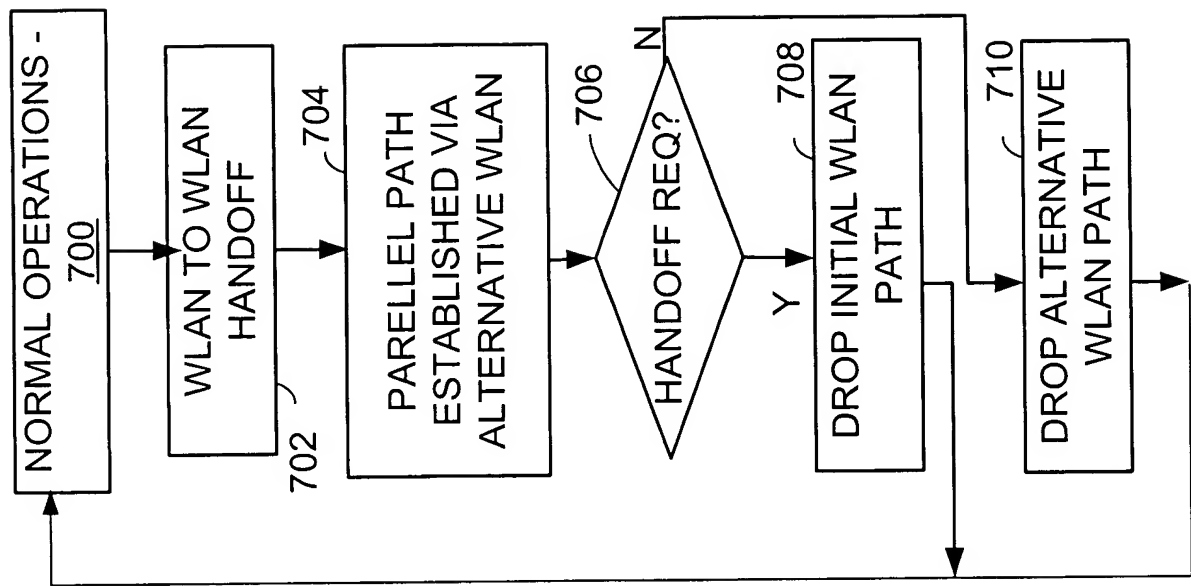 NORMAL OPERATIONS -
700
WLAN TO WLAN
HANDOFF
702
704
PARELLEL PATH
ESTABLISHED VIA
ALTERNATIVE WLAN
706
HANDOFF REQ?
N
Y
708
DROP INITIAL WLAN
PATH
710
DROP ALTERNATIVE
WLAN PATH